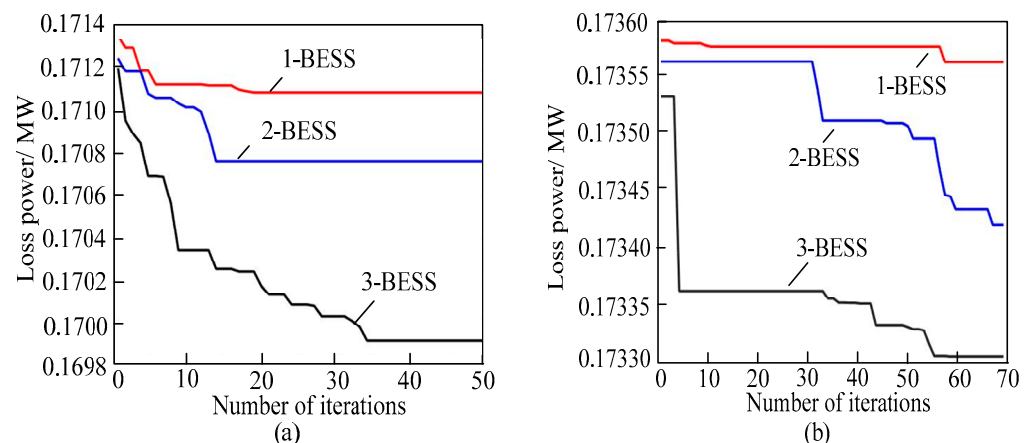 0.1714
0.1712
0.1710
0.1708
0.1706
0.1704
0.1702
0.1700
0.1698
Loss power/ MW
1-BESS
2-BESS
3-BESS
0 10 20 30 40 50
Number of iterations
(a)
0.17360
0.17355
0.17350
0.17345
0.17340
0.17335
0.17330
Loss power/ MW
1-BESS
2-BESS
3-BESS
0 10 20 30 40 50 60 70
Number of iterations
(b)